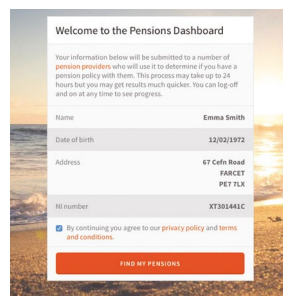 Welcome to the Pensions Dashboard
Your information below will be submitted to a number of
pension providers who will use it to determine if you have a
pension policy with them. This process may take up to 24
hours but you may get results much quicker. You can log-off
and on at any time to see progress.
Name Emma Smith
Date of birth 12/02/1972
Address 67 Cefn Road
FARCET
PE7 7LX
NI number XT301441C
By continuing you agree to our privacy policy and terms
and conditions.
FIND MY PENSIONS